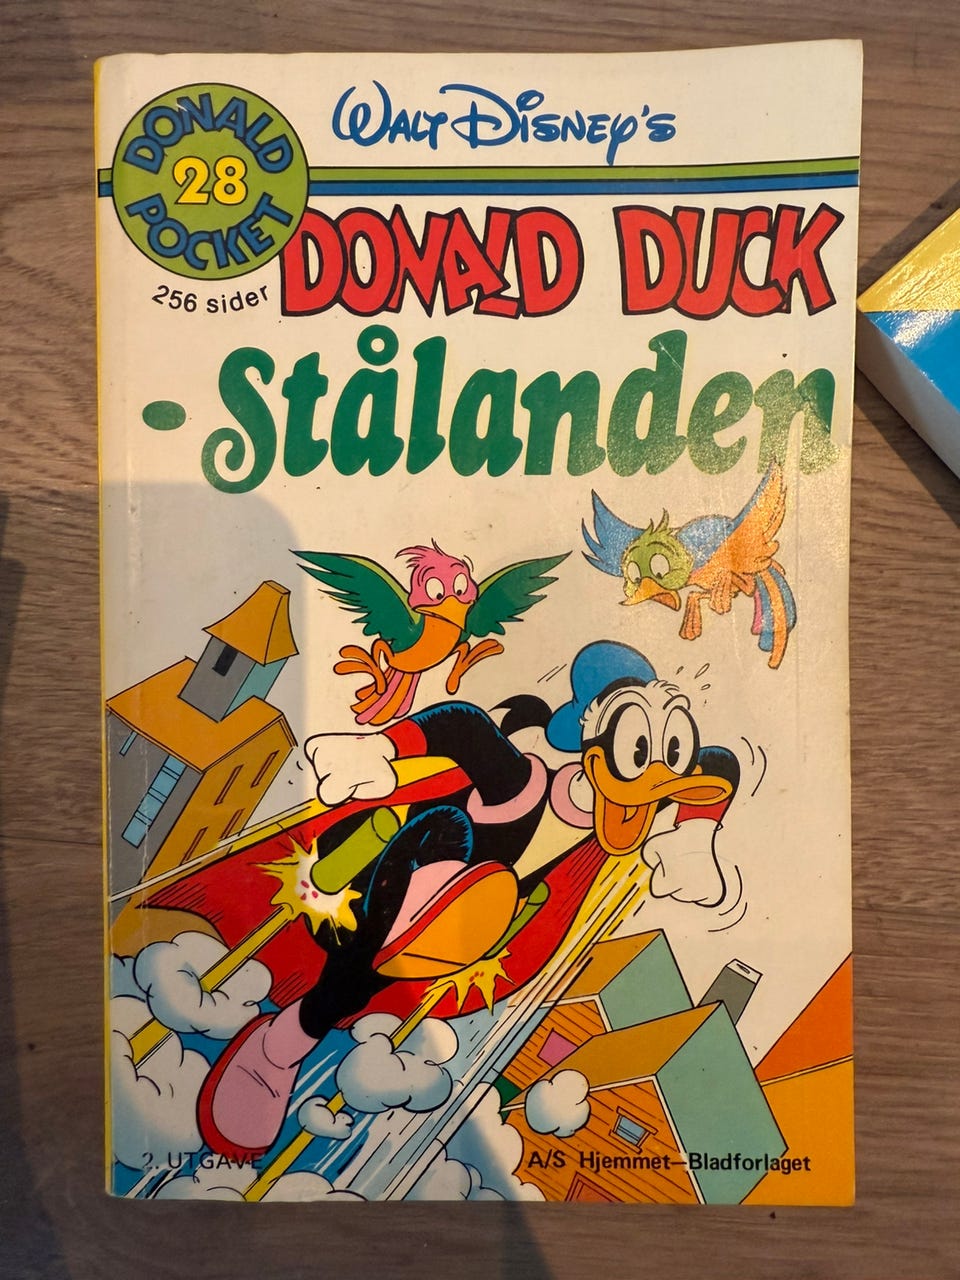 DONALD
28
POCKET
WALT DISNEY'S
256 sider
DONALD DUCK
-Stålanden
2. UTGAVE
A/S Hjemmet-Bladforlaget